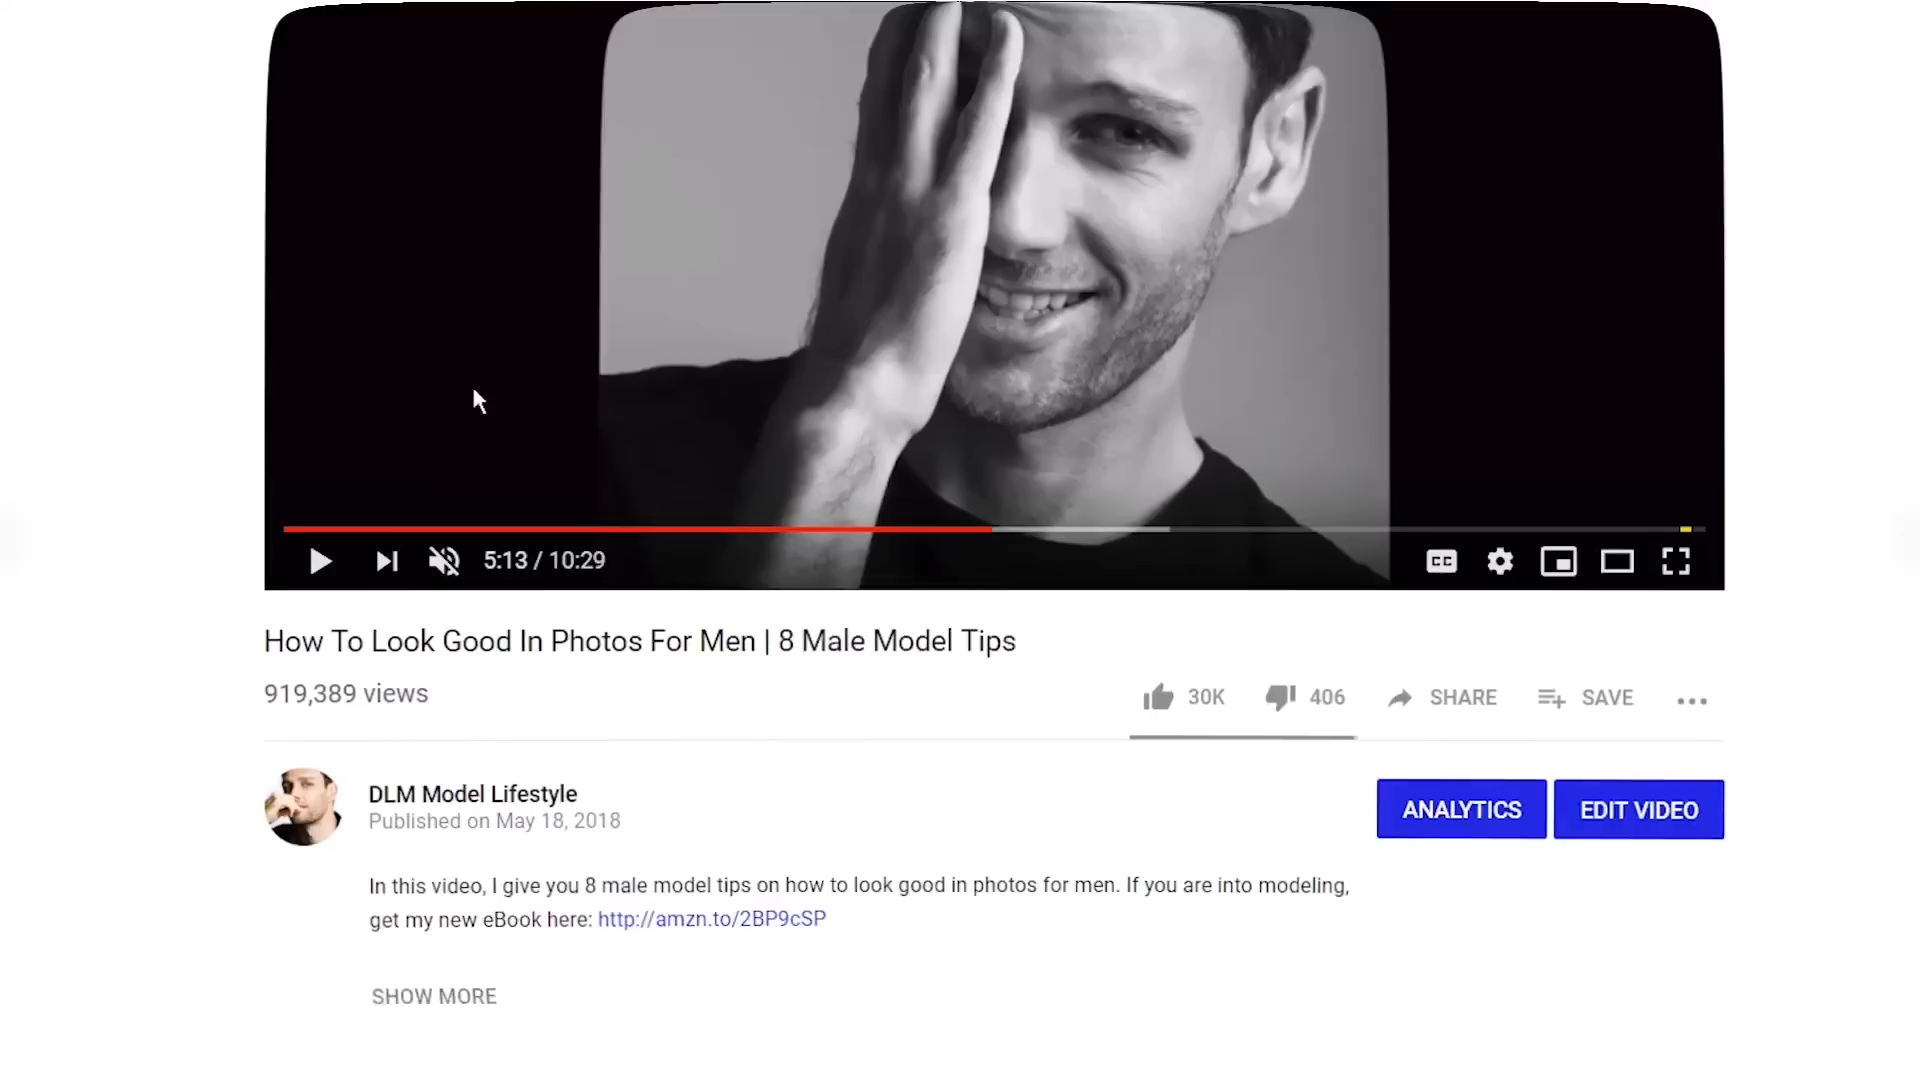 CC
5:13 / 10:29
How To Look Good In Photos For Men | 8 Male Model Tips
919,389 views
30K 406 SHARE SAVE
DLM Model Lifestyle
Published on May 18, 2018
ANALYTICS EDIT VIDEO
In this video, I give you 8 male model tips on how to look good in photos for men. If you are into modeling,
get my new eBook here: http://amzn.to/2BP9cSP
SHOW MORE